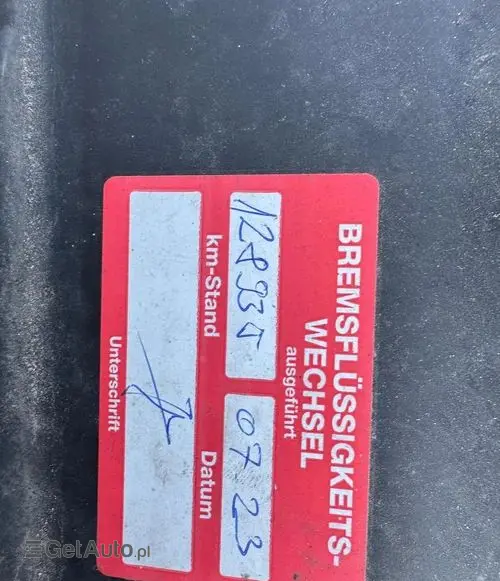 BREMSFLÜSSIGKEITS-
WECHSEL
ausgeführt
128935 07 23
km-Stand Datum
Unterschrift
GetAuto.pl